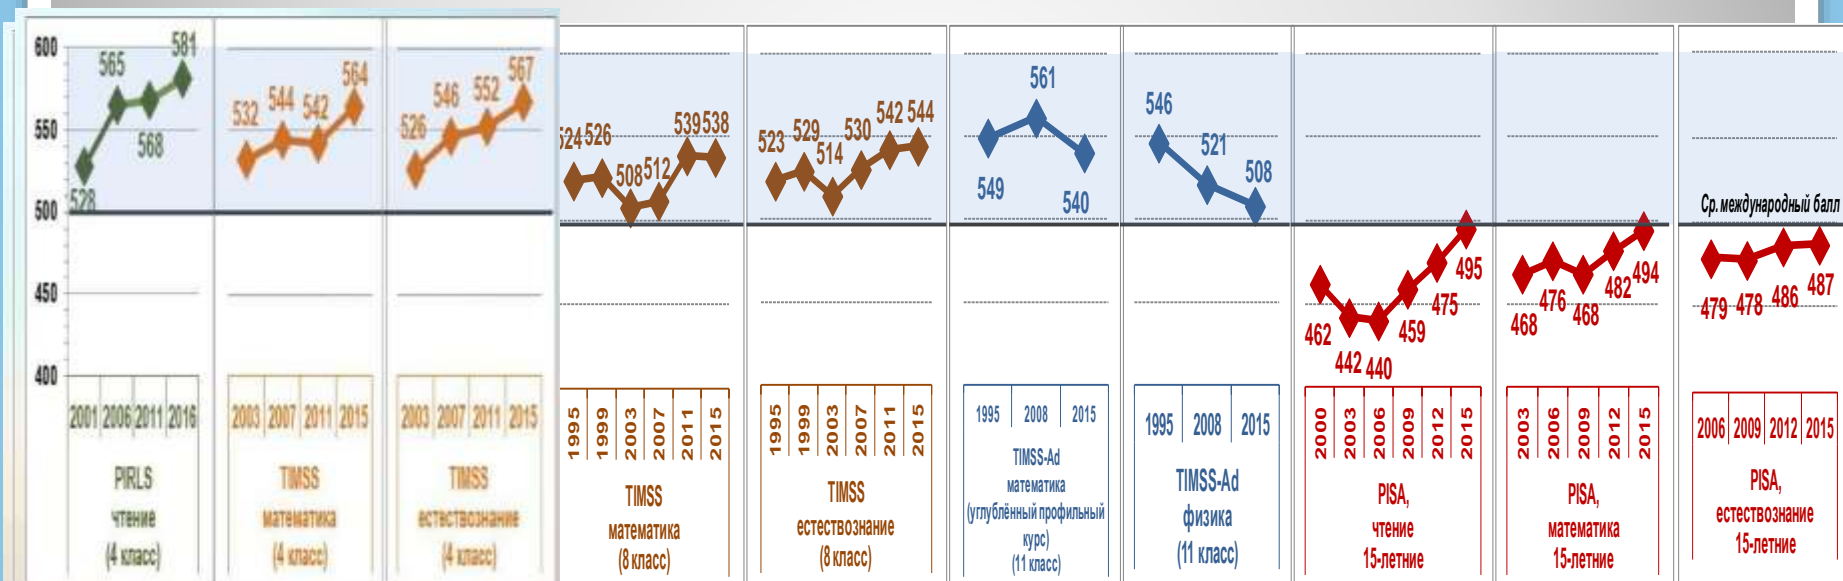 600
550
500
450
400
528
565
568
581
2001 2006 2011 2016
PIRLS
чтение
(4 класс)
532
544
542
564
2003 2007 2011 2015
TIMSS
математика
(4 класс)
526
546
552
567
2003 2007 2011 2015
TIMSS
естествознание
(4 класс)
524 526
508 512
539 538
1995 1999 2003 2007 2011 2015
TIMSS
математика
(8 класс)
523
529
514
530
542 544
1995 1999 2003 2007 2011 2015
TIMSS
естествознание
(8 класс)
549
561
540
1995 2008 2015
TIMSS-Ad
математика
(углублённый профильный
курс)
(11 класс)
546
521
508
1995 2008 2015
TIMSS-Ad
физика
(11 класс)
462
442 440
459
475
495
2000 2003 2006 2009 2012 2015
PISA,
чтение
15-летние
468
476
468
482
494
2003 2006 2009 2012 2015
PISA,
математика
15-летние
Ср. международный балл
479 478 486 487
2006 2009 2012 2015
PISA,
естествознание
15-летние